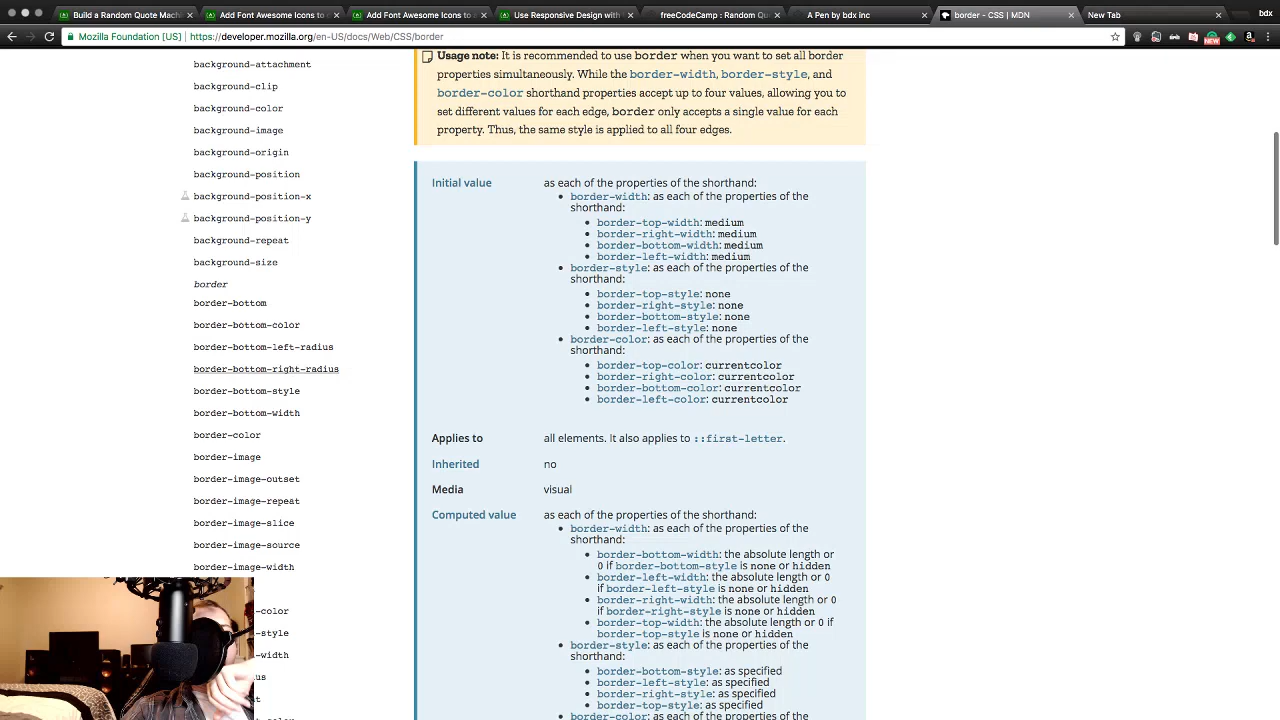 Build a Random Quote Mach
Add Font Awesome Icons to
Add Font Awesome Icons to
Use Responsive Design with
freeCodeCamp : Random Qu
A Pen by bdx inc
border - CSS | MDN
New Tab
bdx
Mozilla Foundation [US]
https://developer.mozilla.org/en-US/docs/Web/CSS/border
background-attachment
background-clip
background-color
background-image
background-origin
background-position
background-position-x
background-position-y
background-repeat
background-size
border
border-bottom
border-bottom-color
border-bottom-left-radius
border-bottom-right-radius
border-bottom-style
border-bottom-width
border-color
border-image
border-image-outset
border-image-repeat
border-image-slice
border-image-source
border-image-width
-color
-style
-width
us
t
Usage note: It is recommended to use border when you want to set all border
properties simultaneously. While the border-width, border-style, and
border-color shorthand properties accept up to four values, allowing you to
set different values for each edge, border only accepts a single value for each
property. Thus, the same style is applied to all four edges.
Initial value
as each of the properties of the shorthand:
border-width: as each of the properties of the
shorthand:
border-top-width: medium
border-right-width: medium
border-bottom-width: medium
border-left-width: medium
border-style: as each of the properties of the
shorthand:
border-top-style: none
border-right-style: none
border-bottom-style: none
border-left-style: none
border-color: as each of the properties of the
shorthand:
border-top-color: currentcolor
border-right-color: currentcolor
border-bottom-color: currentcolor
border-left-color: currentcolor
Applies to
all elements. It also applies to ::first-letter.
Inherited
no
Media
visual
Computed value
as each of the properties of the shorthand:
border-width: as each of the properties of the
shorthand:
border-bottom-width: the absolute length or
0 if border-bottom-style is none or hidden
border-left-width: the absolute length or 0
if border-left-style is none or hidden
border-right-width: the absolute length or 0
if border-right-style is none or hidden
border-top-width: the absolute length or 0 if
border-top-style is none or hidden
border-style: as each of the properties of the
shorthand:
border-bottom-style: as specified
border-left-style: as specified
border-right-style: as specified
border-top-style: as specified
border-color: as each of the properties of the